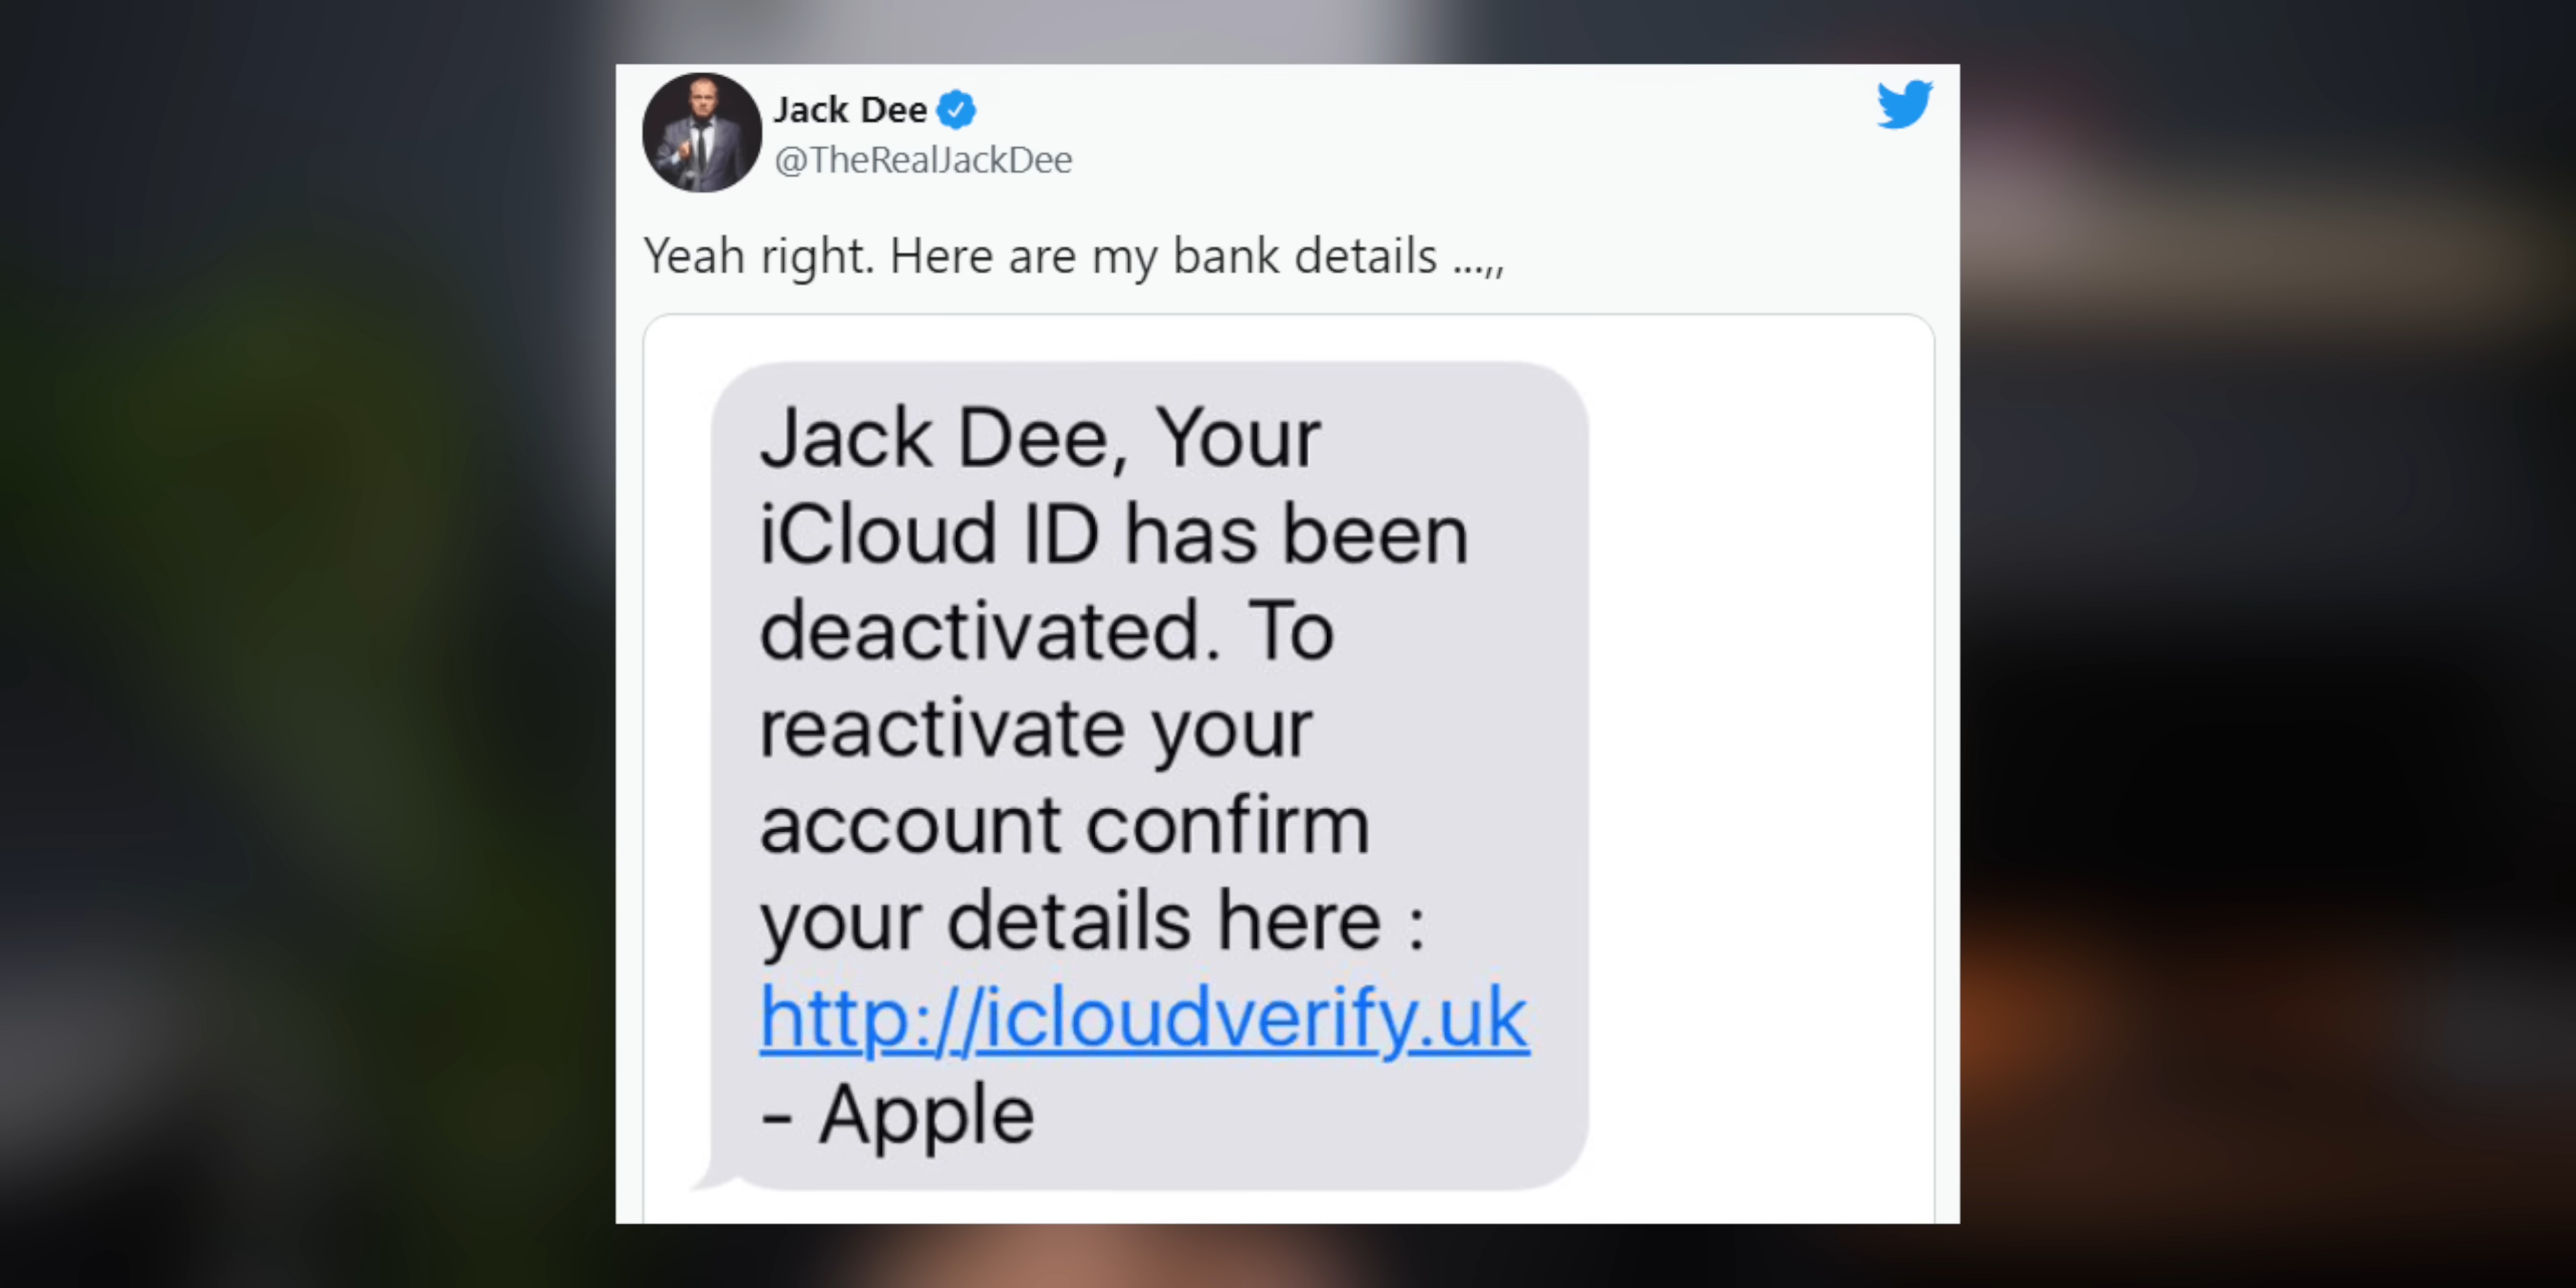 Jack Dee
@TheRealJackDee
Yeah right. Here are my bank details ...,,
Jack Dee, Your
iCloud ID has been
deactivated. To
reactivate your
account confirm
your details here :
http://icloudverify.uk
- Apple